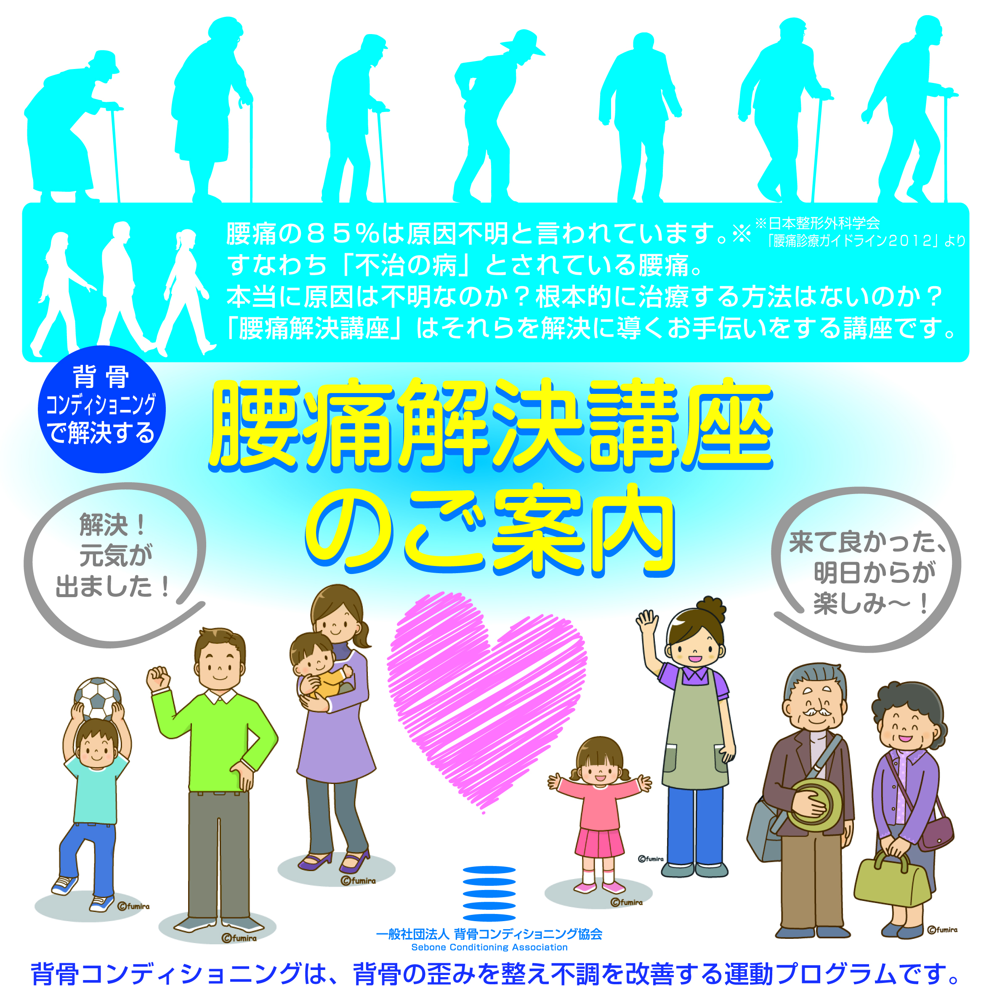 腰痛の８５％は原因不明と言われています。※
※日本整形外科学会
「腰痛診療ガイドライン２０１２」より
すなわち「不治の病」とされている腰痛。
本当に原因は不明なのか？根本的に治療する方法はないのか？
「腰痛解決講座」はそれらを解決に導くお手伝いをする講座です。
背骨
コンディショニング
で解決する
腰痛解決講座
のご案内
解決！
元気が
出ました！
来て良かった、
明日からが
楽しみ～！
©fumira
©fumira
©fumira
©fumira
©fumira
©fumira
一般社団法人 背骨コンディショニング協会
Sebone Conditioning Association
背骨コンディショニングは、背骨の歪みを整え不調を改善する運動プログラムです。